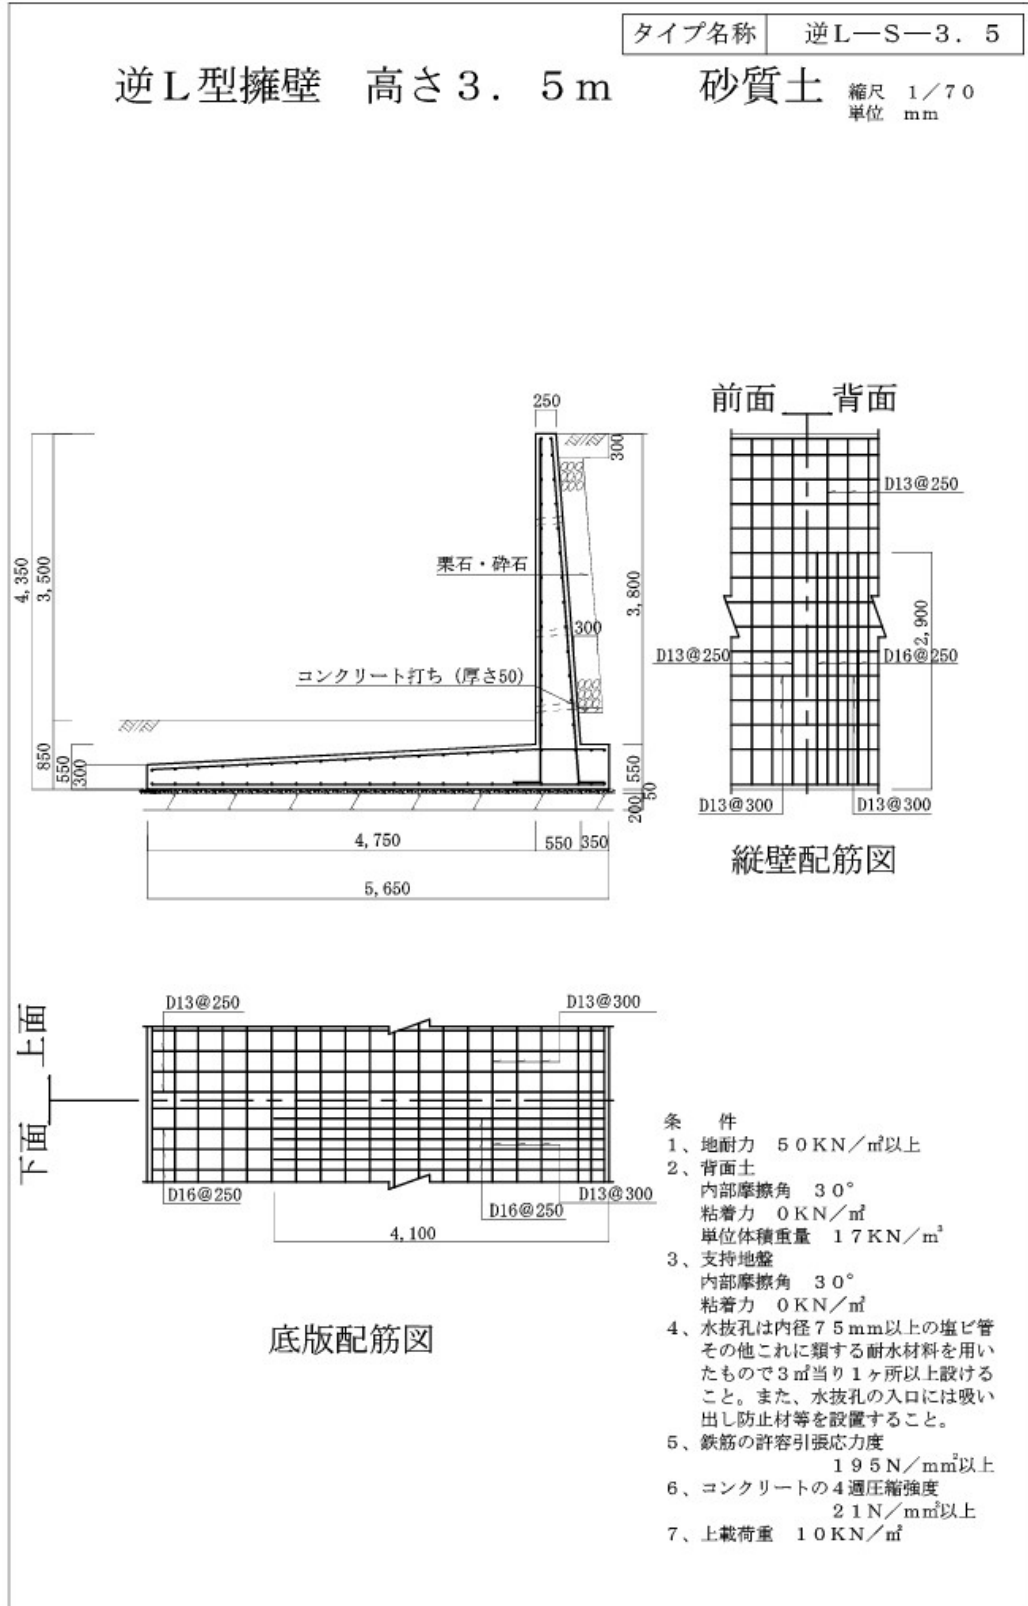 タイプ名称 逆L―S―3．5
逆L型擁壁 高さ3．5m 砂質土
縮尺 1／70
単位 mm
前面 背面
250
300
D13@250
4,350
3,500
栗石・砕石
3,800
2,900
300
D13@250
D16@250
コンクリート打ち（厚さ50）
850
550
300
550
50
200
D13@300
D13@300
4,750
550
350
縦壁配筋図
5,650
D13@250
D13@300
上面
下面
D16@250
D16@250
D13@300
4,100
底版配筋図
条 件
1、地耐力 50KN／㎡以上
2、背面土
内部摩擦角 30°
粘着力 0KN／㎡
単位体積重量 17KN／m³
3、支持地盤
内部摩擦角 30°
粘着力 0KN／㎡
4、水抜孔は内径75mm以上の塩ビ管
その他これに類する耐水材料を用い
たもので3㎡当り1ヶ所以上設ける
こと。また、水抜孔の入口には吸い
出し防止材等を設置すること。
5、鉄筋の許容引張応力度
195N／mm²以上
6、コンクリートの4週圧縮強度
21N／mm²以上
7、上載荷重 10KN／㎡